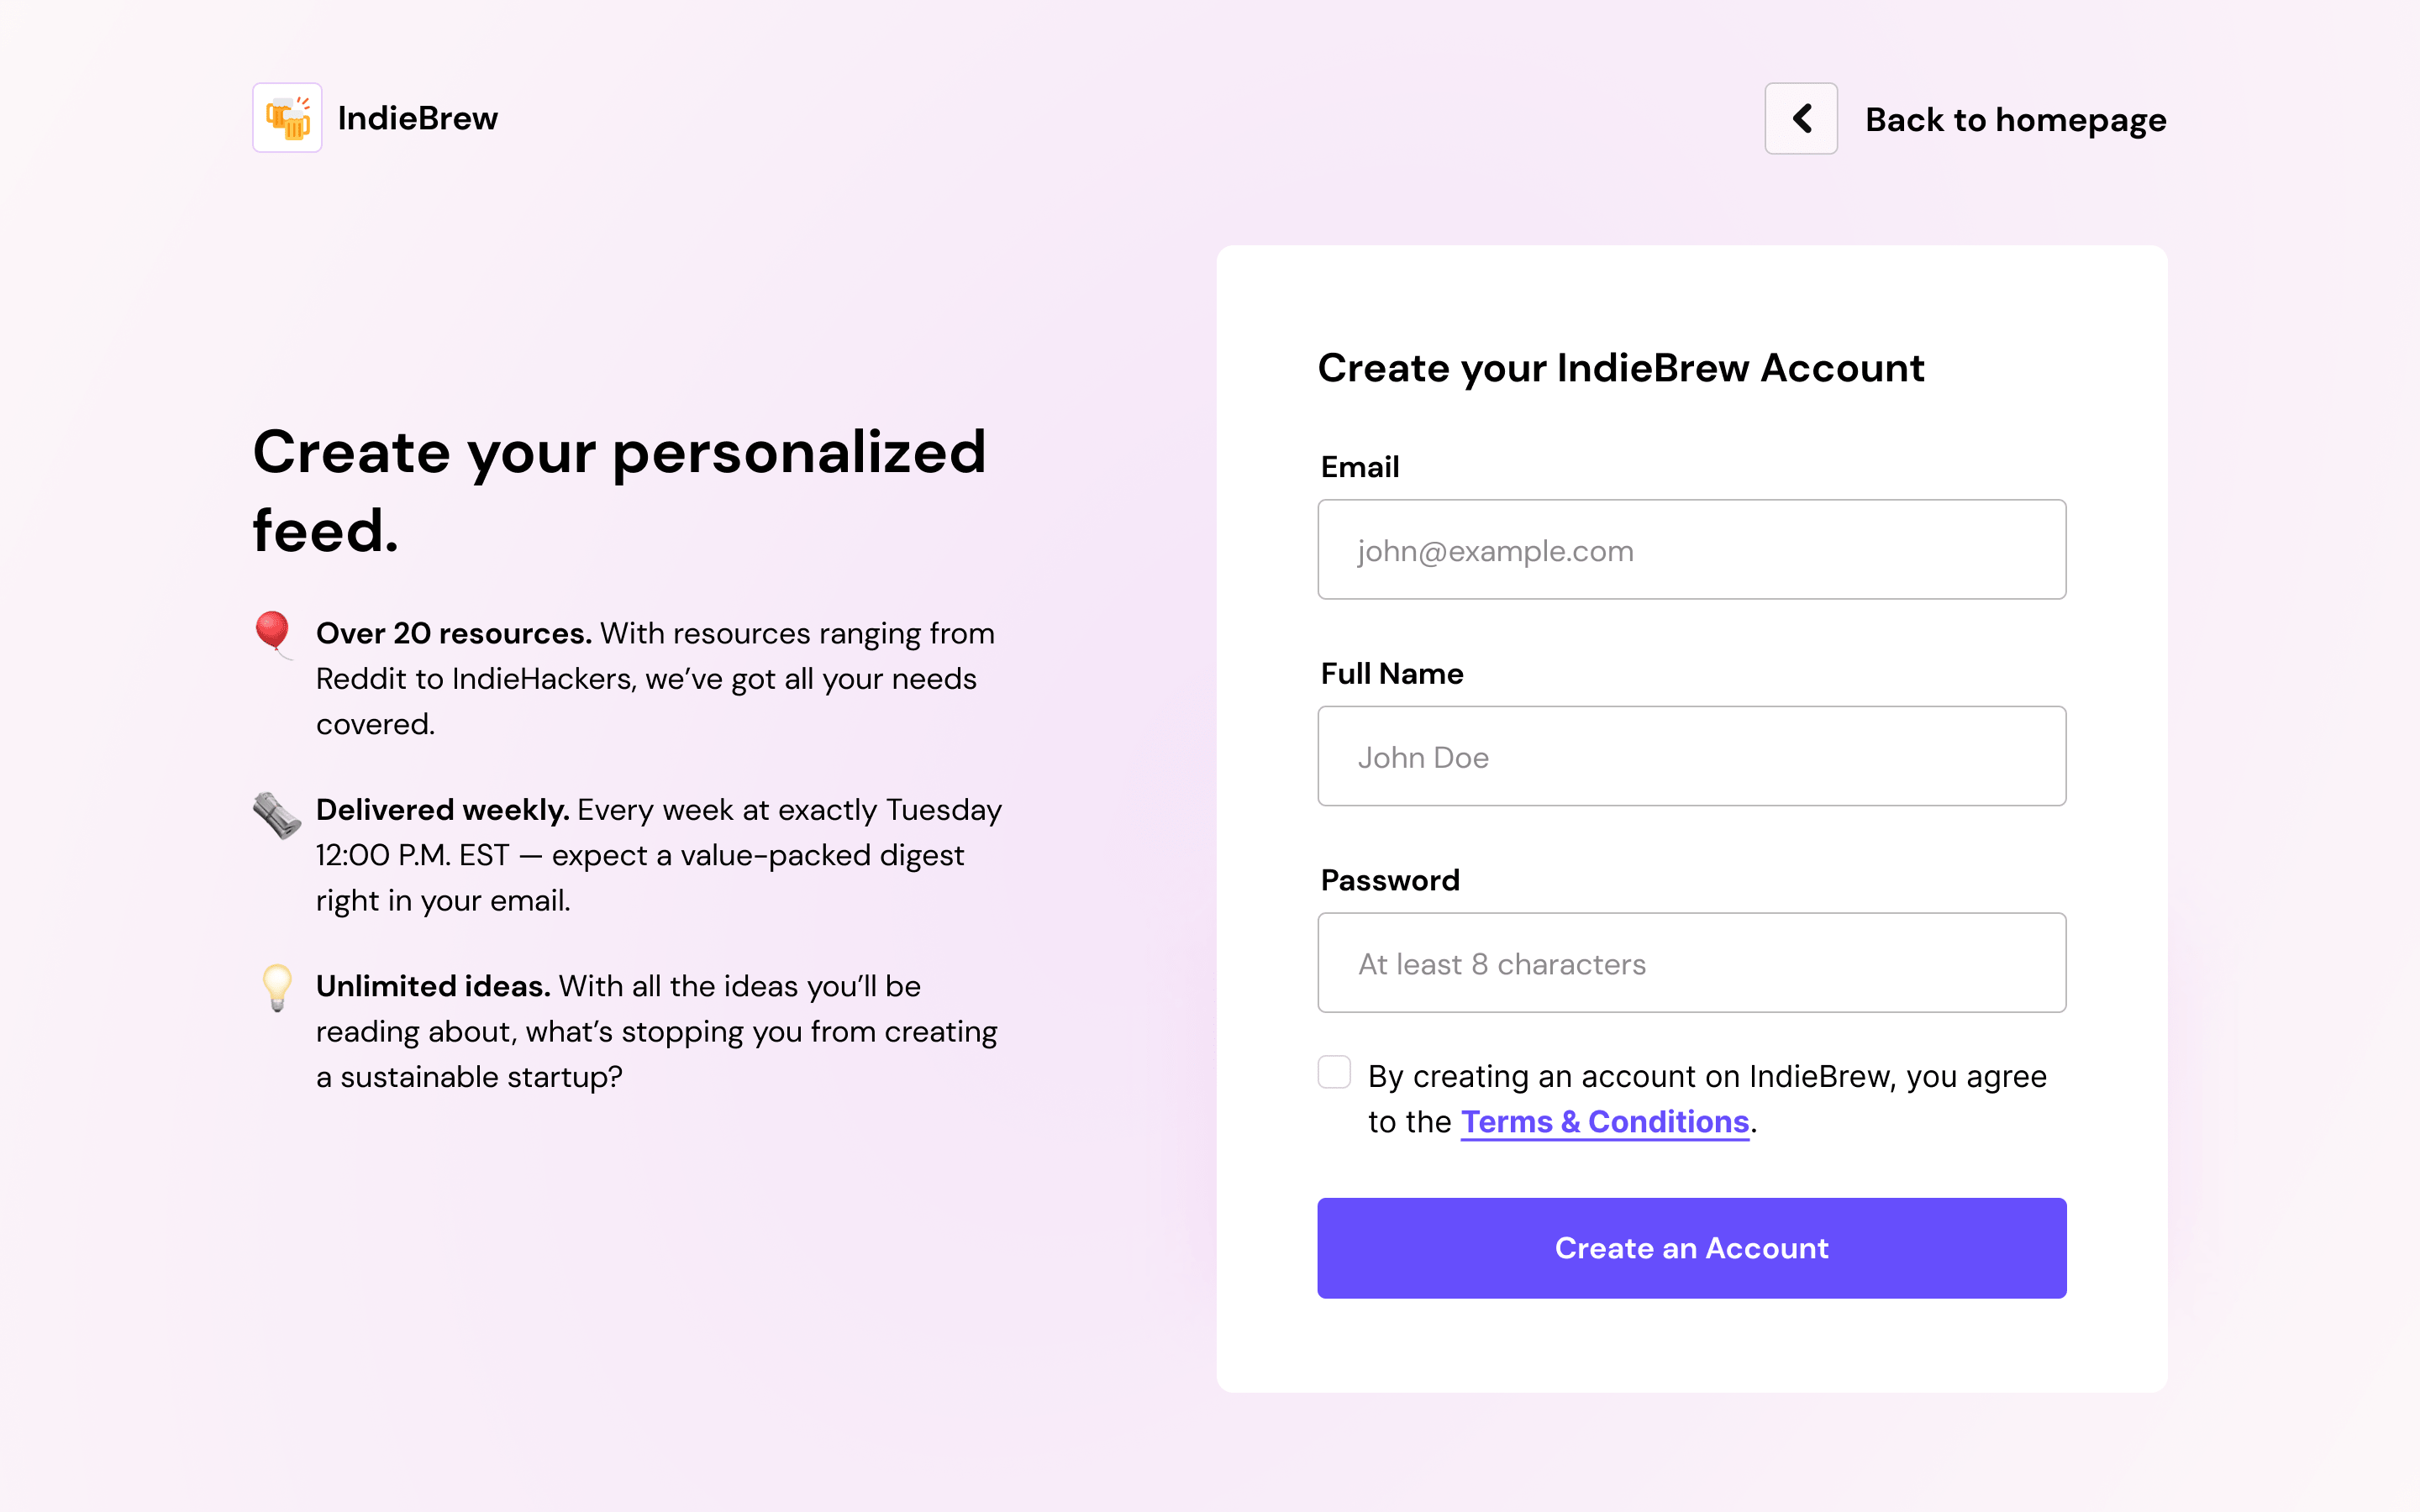 IndieBrew
Back to homepage
Create your personalized
feed.
Over 20 resources. With resources ranging from
Reddit to IndieHackers, we’ve got all your needs
covered.
Delivered weekly. Every week at exactly Tuesday
12:00 P.M. EST — expect a value-packed digest
right in your email.
Unlimited ideas. With all the ideas you’ll be
reading about, what’s stopping you from creating
a sustainable startup?
Create your IndieBrew Account
Email
john@example.com
Full Name
John Doe
Password
At least 8 characters
By creating an account on IndieBrew, you agree
to the Terms & Conditions.
Create an Account